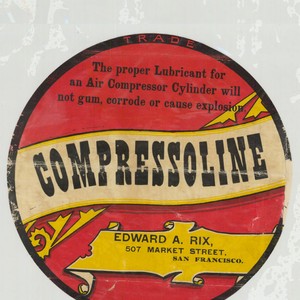 TRADE
The proper Lubricant for
an Air Compressor Cylinder will
not gum, corrode or cause explosion.
COMPRESSOLINE
EDWARD A. RIX,
507 MARKET STREET,
SAN FRANCISCO.